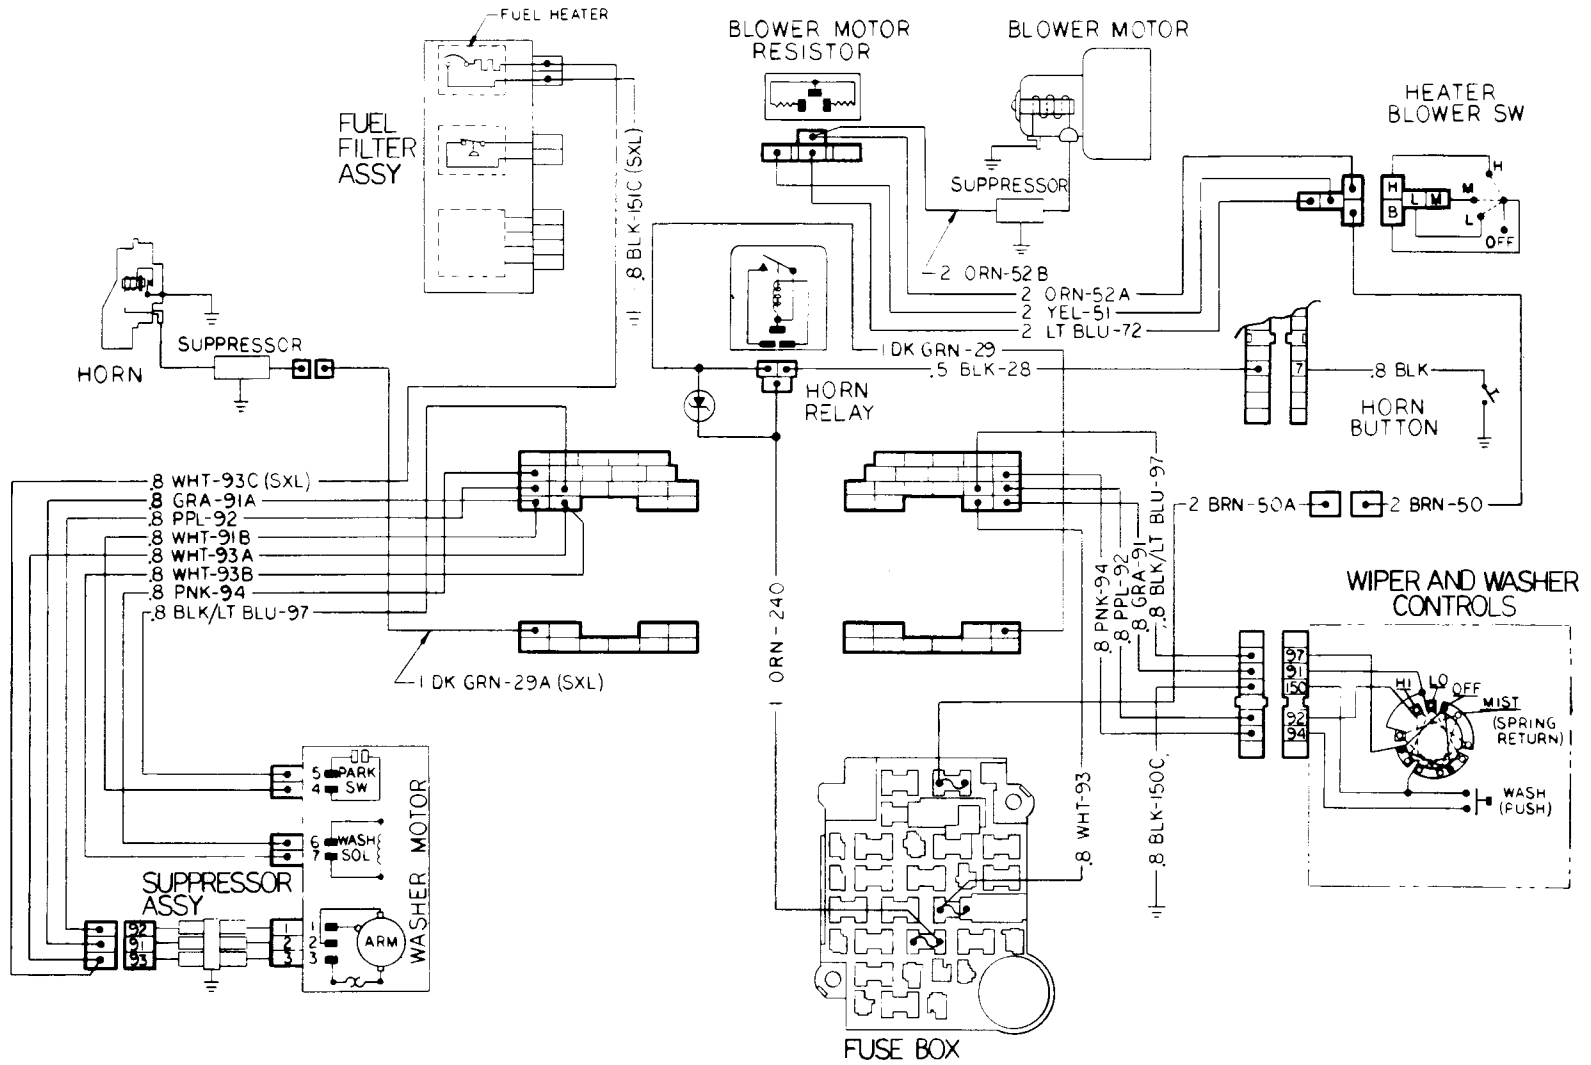 FUEL HEATER
BLOWER MOTOR
RESISTOR
BLOWER MOTOR
HEATER
BLOWER SW
FUEL
FILTER
ASSY
.8 BLK-151C (SXL)
SUPPRESSOR
H
B
L
M
H
M
L
OFF
2 ORN-52B
2 ORN-52A
2 YEL-51
2 LT BLU-72
1 DK GRN-29
.5 BLK-28
7
.8 BLK
HORN
BUTTON
HORN
RELAY
SUPPRESSOR
HORN
.8 WHT-93C (SXL)
.8 GRA-91A
.8 PPL-92
.8 WHT-91B
.8 WHT-93A
.8 WHT-93B
.8 PNK-94
.8 BLK/LT BLU-97
1 DK GRN-29A (SXL)
1 ORN-240
.8 PNK-94
.8 PPL-92
.8 GRA-91
.8 BLK/LT BLU-97
2 BRN-50A
2 BRN-50
WIPER AND WASHER
CONTROLS
97
91
150
92
94
HI
LO
OFF
MIST
(SPRING
RETURN)
WASH
(PUSH)
.8 WHT-93
.8 BLK-150C
5
4
PARK
SW
6
7
WASH
SOL
WASHER MOTOR
SUPPRESSOR
ASSY
92
91
93
1
2
3
1
2
3
ARM
FUSE BOX